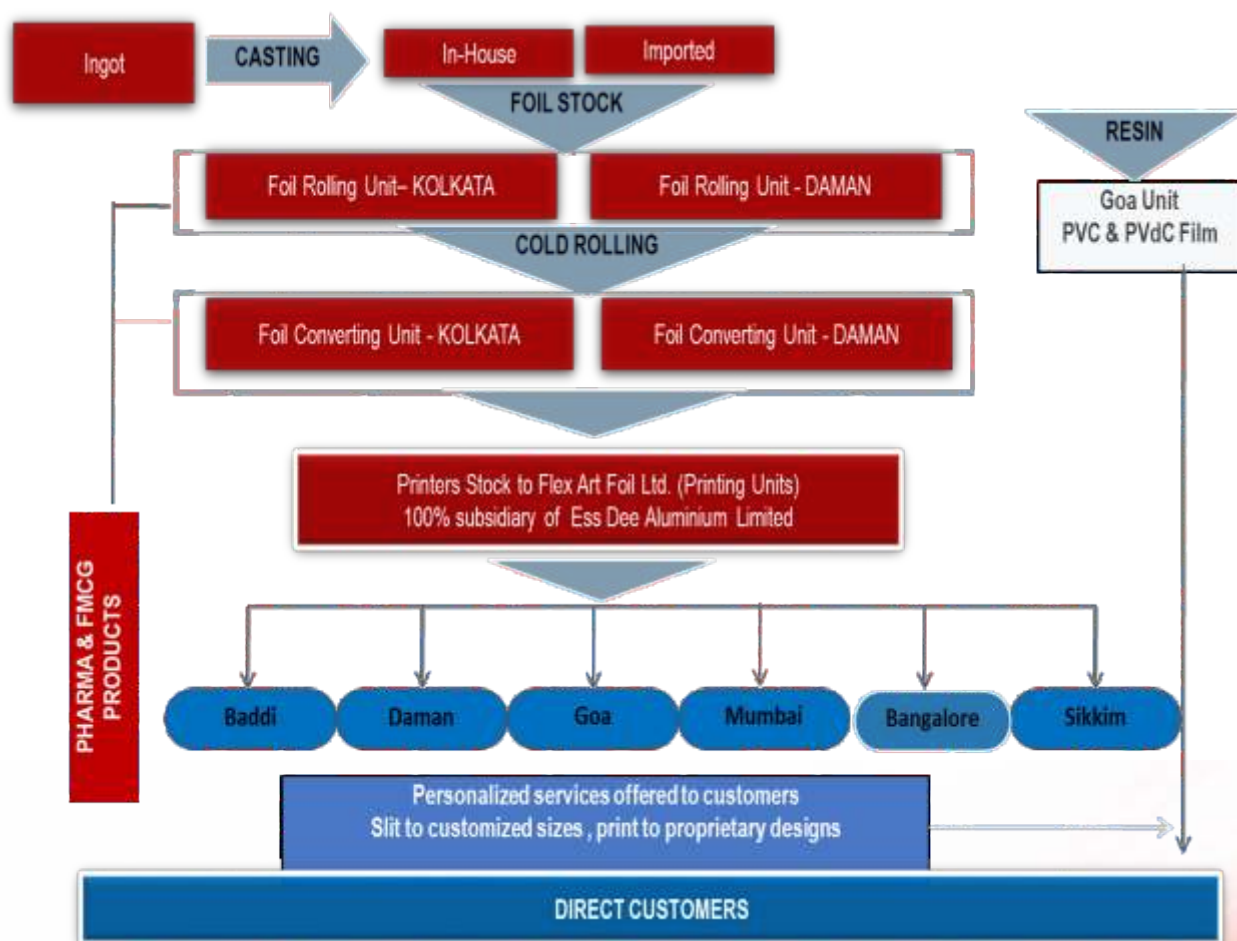 Ingot
CASTING
In-House
Imported
FOIL STOCK
RESIN
Foil Rolling Unit– KOLKATA
Foil Rolling Unit - DAMAN
Goa Unit
PVC & PVdC Film
COLD ROLLING
Foil Converting Unit - KOLKATA
Foil Converting Unit - DAMAN
Printers Stock to Flex Art Foil Ltd. (Printing Units)
100% subsidiary of Ess Dee Aluminium Limited
PHARMA & FMCG
PRODUCTS
Baddi
Daman
Goa
Mumbai
Bangalore
Sikkim
Personalized services offered to customers
Slit to customized sizes , print to proprietary designs
DIRECT CUSTOMERS